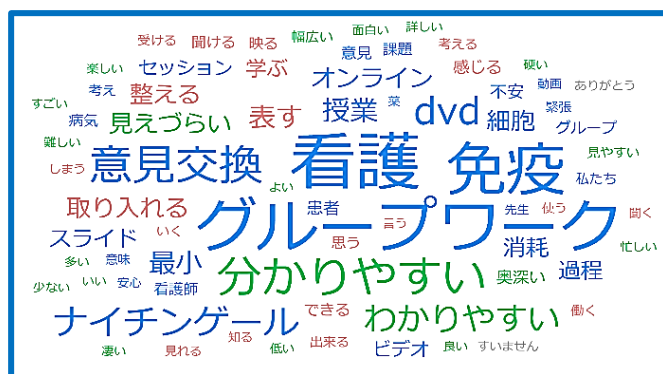 受ける 聞ける 映る 幅広い 面白い 詳しい
意見 課題 考える
楽しい セッション 学ぶ オンライン 感じる 硬い
すごい 考え 整える 表す 授業 薬 dvd 不安 動画 ありがとう
病気 見えづらい 細胞 緊張 グループ
難しい 意見交換 看護 免疫 見やすい
しまう よい 私たち
取り入れる グループワーク 患者 言う 先生 使う 聞く
スライド いく 思う 消耗 忙しい
多い 意味 最小 分かりやすい 奥深い 過程
少ない いい 安心 看護師
ナイチンゲール できる わかりやすい 働く
知る 出来る
凄い 見れる 低い ビデオ 良い すいません